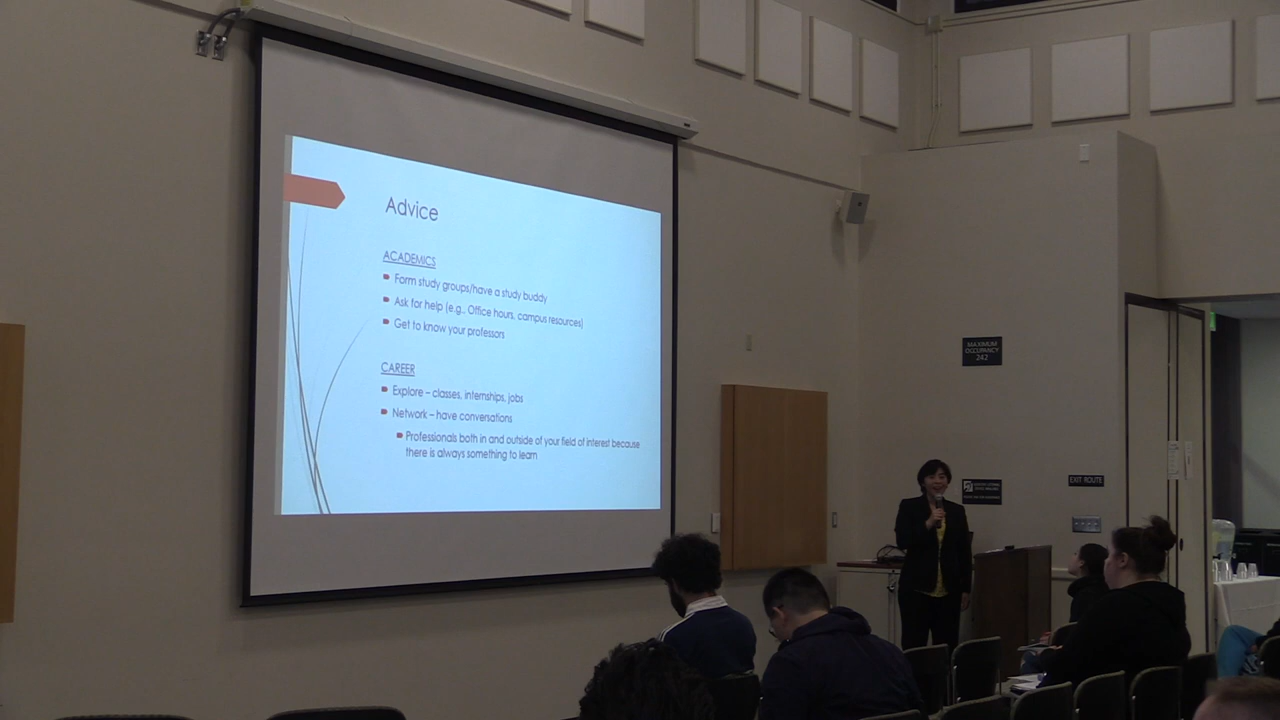 Advice
ACADEMICS
Form study groups/have a study buddy
Ask for help (e.g., Office hours, campus resources)
Get to know your professors
CAREER
Explore – classes, internships, jobs
Network – have conversations
Professionals both in and outside of your field of interest because
there is always something to learn
MAXIMUM
OCCUPANCY
242
EXIT ROUTE